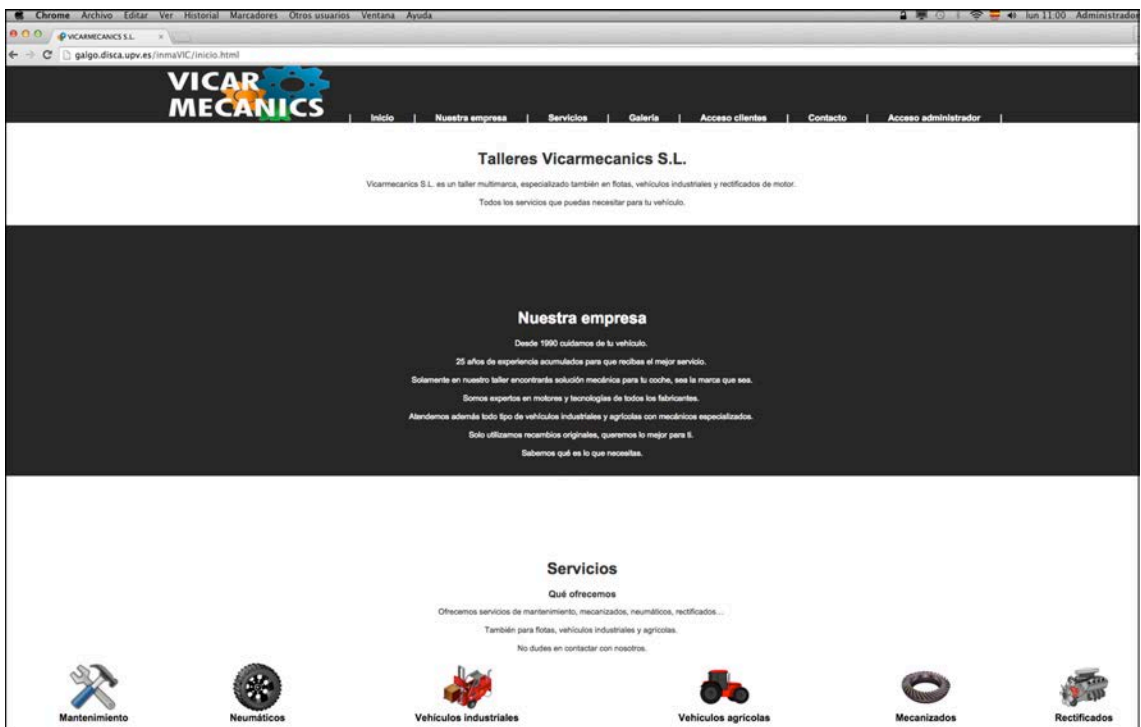 Chrome Archivo Editar Ver Historial Marcadores Otros usuarios Ventana Ayuda lun 11:00 Administrador
VICARMECANICS S.L.
galgo.disca.upv.es/inmaVIC/inicio.html
VICAR
MECANICS
| Inicio | Nuestra empresa | Servicios | Galería | Acceso clientes | Contacto | Acceso administrador |
Talleres Vicarmecanics S.L.
Vicarmecanics S.L. es un taller multimarca, especializado también en flotas, vehículos industriales y rectificados de motor.
Todos los servicios que puedas necesitar para tu vehículo.
Nuestra empresa
Desde 1990 cuidamos de tu vehículo.
25 años de experiencia acumulados para que recibas el mejor servicio.
Solamente en nuestro taller encontrarás solución mecánica para tu coche, sea la marca que sea.
Somos expertos en motores y tecnologías de todos los fabricantes.
Atendemos además todo tipo de vehículos industriales y agrícolas con mecánicos especializados.
Solo utilizamos recambios originales, queremos lo mejor para ti.
Sabemos qué es lo que necesitas.
Servicios
Qué ofrecemos
Ofrecemos servicios de mantenimiento, mecanizados, neumáticos, rectificados...
También para flotas, vehículos industriales y agrícolas.
No dudes en contactar con nosotros.
Mantenimiento Neumáticos Vehículos industriales Vehículos agrícolas Mecanizados Rectificados